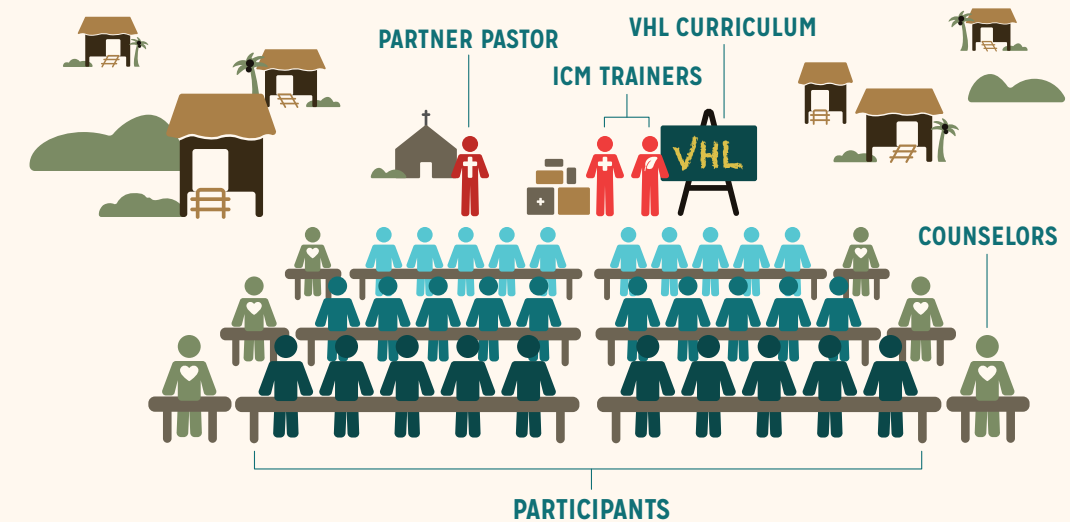 PARTNER PASTOR
VHL CURRICULUM
ICM TRAINERS
VHL
COUNSELORS
PARTICIPANTS